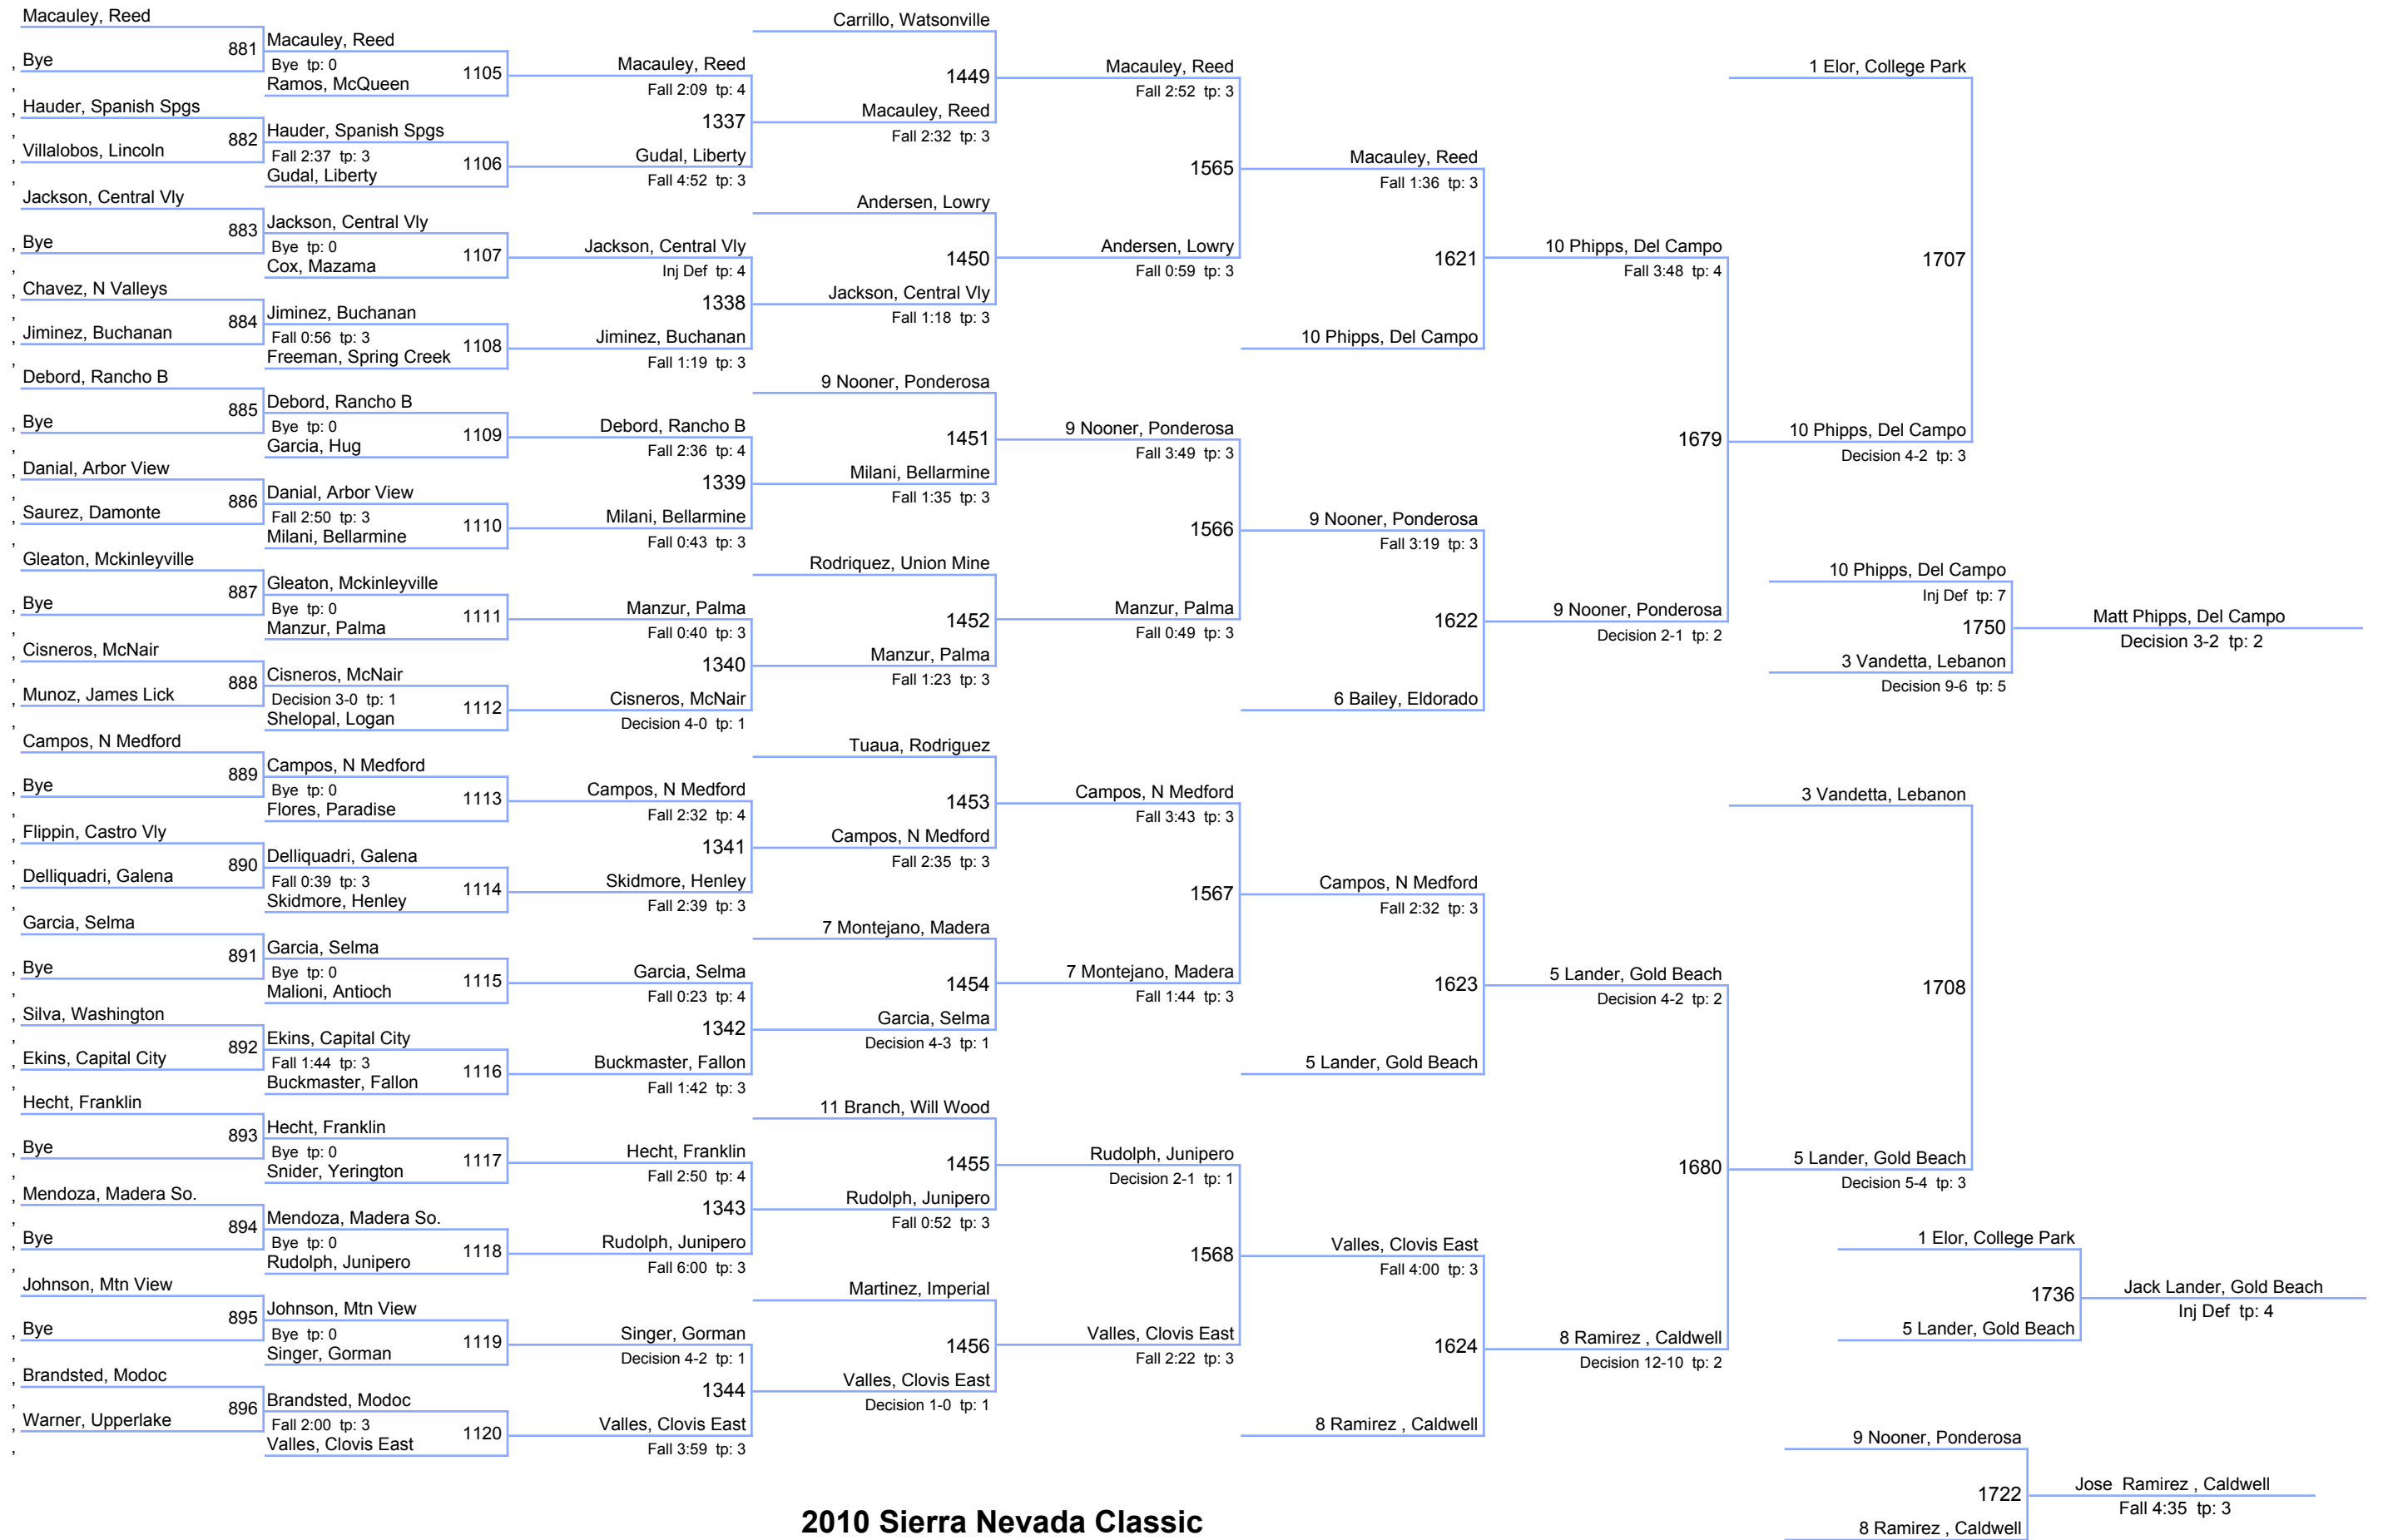 Macauley, Reed
881
, Bye
,
,
Hauder, Spanish Spgs
,
882
, Villalobos, Lincoln
,
Jackson, Central Vly
883
, Bye
,
, Chavez, N Valleys
,
884
, Jiminez, Buchanan
,
Debord, Rancho B
885
, Bye
,
, Danial, Arbor View
,
886
, Saurez, Damonte
,
Gleaton, Mckinleyville
887
, Bye
,
, Cisneros, McNair
,
888
, Munoz, James Lick
,
Campos, N Medford
889
, Bye
,
, Flippin, Castro Vly
,
890
, Delliquadri, Galena
,
Garcia, Selma
891
, Bye
,
, Silva, Washington
,
892
, Ekins, Capital City
,
Hecht, Franklin
893
, Bye
,
, Mendoza, Madera So.
,
894
, Bye
,
Johnson, Mtn View
895
, Bye
,
, Brandsted, Modoc
,
896
, Warner, Upperlake
,
Macauley, Reed
Bye tp: 0
1105
Ramos, McQueen
Hauder, Spanish Spgs
Fall 2:37 tp: 3
1106
Gudal, Liberty
Jackson, Central Vly
Bye tp: 0
1107
Cox, Mazama
Jiminez, Buchanan
Fall 0:56 tp: 3
1108
Freeman, Spring Creek
Debord, Rancho B
Bye tp: 0
1109
Garcia, Hug
Danial, Arbor View
Fall 2:50 tp: 3
1110
Milani, Bellarmine
Gleaton, Mckinleyville
Bye tp: 0
1111
Manzur, Palma
Cisneros, McNair
Decision 3-0 tp: 1
1112
Shelopal, Logan
Campos, N Medford
Bye tp: 0
1113
Flores, Paradise
Delliquadri, Galena
Fall 0:39 tp: 3
1114
Skidmore, Henley
Garcia, Selma
Bye tp: 0
1115
Malioni, Antioch
Ekins, Capital City
Fall 1:44 tp: 3
1116
Buckmaster, Fallon
Hecht, Franklin
Bye tp: 0
1117
Snider, Yerington
Mendoza, Madera So.
Bye tp: 0
1118
Rudolph, Junipero
Johnson, Mtn View
Bye tp: 0
1119
Singer, Gorman
Brandsted, Modoc
Fall 2:00 tp: 3
1120
Valles, Clovis East
Macauley, Reed
Fall 2:09 tp: 4
1337
Gudal, Liberty
Fall 4:52 tp: 3
Jackson, Central Vly
Inj Def tp: 4
1338
Jiminez, Buchanan
Fall 1:19 tp: 3
Debord, Rancho B
Fall 2:36 tp: 4
1339
Milani, Bellarmine
Fall 0:43 tp: 3
Manzur, Palma
Fall 0:40 tp: 3
1340
Cisneros, McNair
Decision 4-0 tp: 1
Campos, N Medford
Fall 2:32 tp: 4
1341
Skidmore, Henley
Fall 2:39 tp: 3
Garcia, Selma
Fall 0:23 tp: 4
1342
Buckmaster, Fallon
Fall 1:42 tp: 3
Hecht, Franklin
Fall 2:50 tp: 4
1343
Rudolph, Junipero
Fall 6:00 tp: 3
Singer, Gorman
Decision 4-2 tp: 1
1344
Valles, Clovis East
Fall 3:59 tp: 3
Carrillo, Watsonville
1449
Macauley, Reed
Fall 2:32 tp: 3
Andersen, Lowry
1450
Jackson, Central Vly
Fall 1:18 tp: 3
9 Nooner, Ponderosa
1451
Milani, Bellarmine
Fall 1:35 tp: 3
Rodriquez, Union Mine
1452
Manzur, Palma
Fall 1:23 tp: 3
Tuaua, Rodriguez
1453
Campos, N Medford
Fall 2:35 tp: 3
7 Montejano, Madera
1454
Garcia, Selma
Decision 4-3 tp: 1
11 Branch, Will Wood
1455
Rudolph, Junipero
Fall 0:52 tp: 3
Martinez, Imperial
1456
Valles, Clovis East
Decision 1-0 tp: 1
Macauley, Reed
Fall 2:52 tp: 3
1565
Andersen, Lowry
Fall 0:59 tp: 3
9 Nooner, Ponderosa
Fall 3:49 tp: 3
1566
Manzur, Palma
Fall 0:49 tp: 3
Campos, N Medford
Fall 3:43 tp: 3
1567
7 Montejano, Madera
Fall 1:44 tp: 3
Rudolph, Junipero
Decision 2-1 tp: 1
1568
Valles, Clovis East
Fall 2:22 tp: 3
Macauley, Reed
Fall 1:36 tp: 3
1621
10 Phipps, Del Campo
9 Nooner, Ponderosa
Fall 3:19 tp: 3
1622
6 Bailey, Eldorado
Campos, N Medford
Fall 2:32 tp: 3
1623
5 Lander, Gold Beach
Valles, Clovis East
Fall 4:00 tp: 3
1624
8 Ramirez , Caldwell
10 Phipps, Del Campo
Fall 3:48 tp: 4
1679
9 Nooner, Ponderosa
Decision 2-1 tp: 2
5 Lander, Gold Beach
Decision 4-2 tp: 2
1680
8 Ramirez , Caldwell
Decision 12-10 tp: 2
1 Elor, College Park
1707
10 Phipps, Del Campo
Decision 4-2 tp: 3
3 Vandetta, Lebanon
1708
5 Lander, Gold Beach
Decision 5-4 tp: 3
10 Phipps, Del Campo
Inj Def tp: 7
1750
3 Vandetta, Lebanon
Decision 9-6 tp: 5
Matt Phipps, Del Campo
Decision 3-2 tp: 2
1 Elor, College Park
1736
5 Lander, Gold Beach
Jack Lander, Gold Beach
Inj Def tp: 4
9 Nooner, Ponderosa
1722
8 Ramirez , Caldwell
Jose Ramirez , Caldwell
Fall 4:35 tp: 3
2010 Sierra Nevada Classic